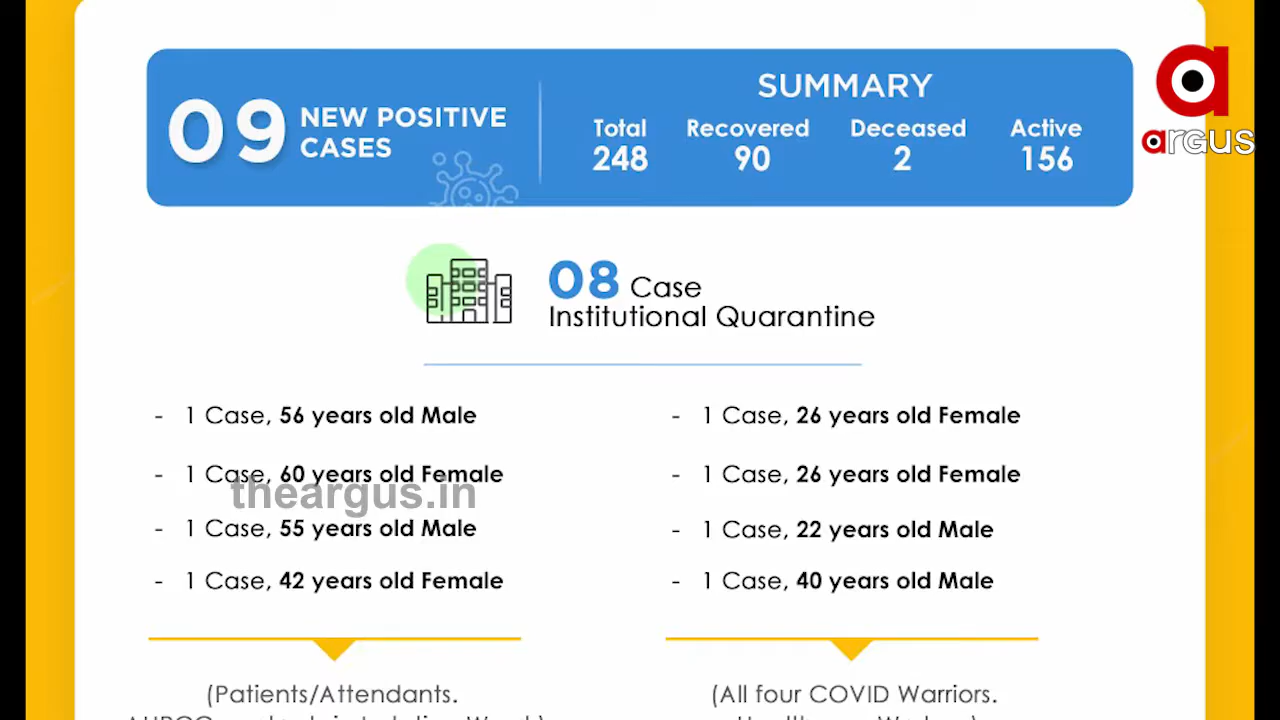 09 NEW POSITIVE CASES
SUMMARY
Total Recovered Deceased Active
248 90 2 156
argus
08 Case
Institutional Quarantine
- 1 Case, 56 years old Male
- 1 Case, 60 years old Female
- 1 Case, 55 years old Male
- 1 Case, 42 years old Female
theargus.in
(Patients/Attendants.
- 1 Case, 26 years old Female
- 1 Case, 26 years old Female
- 1 Case, 22 years old Male
- 1 Case, 40 years old Male
(All four COVID Warriors.